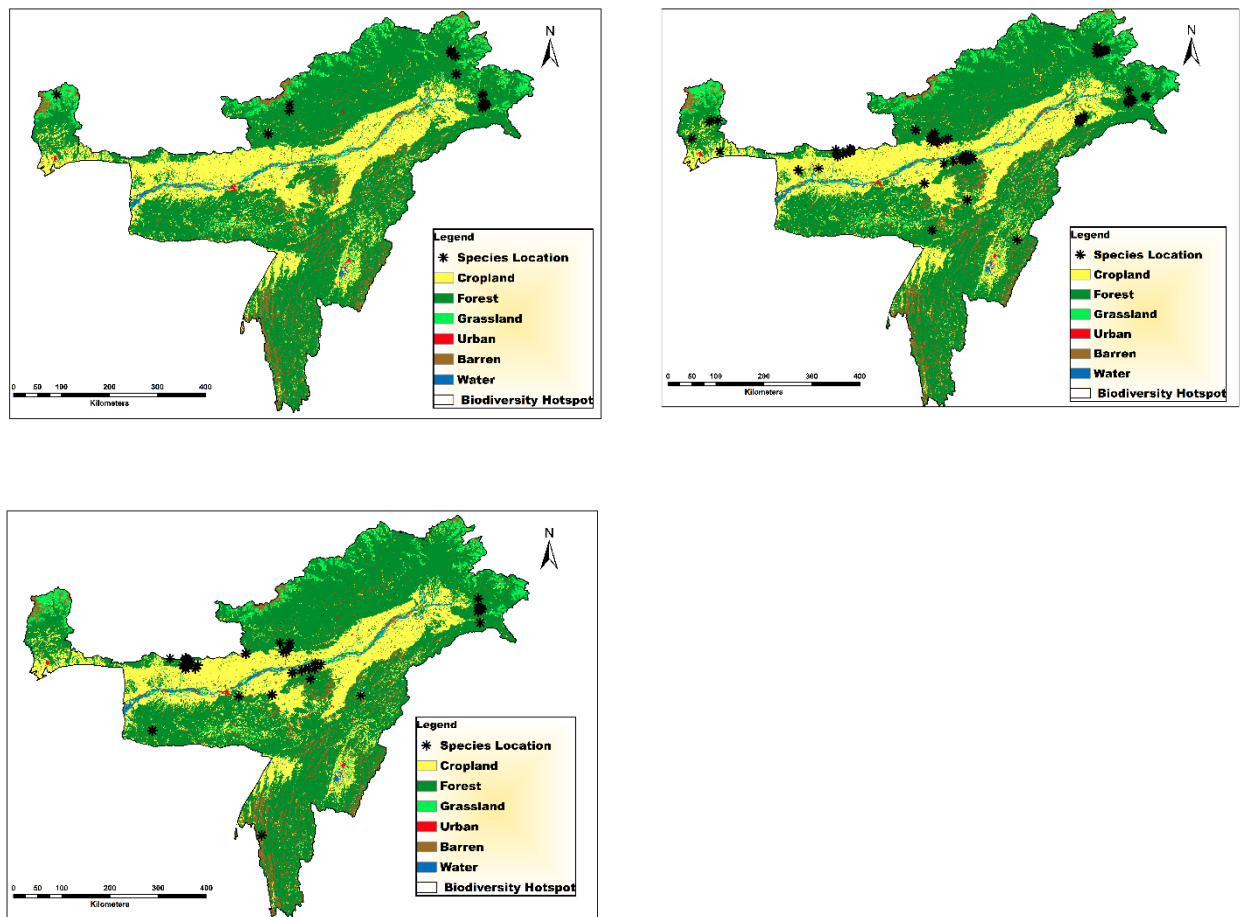 N
Legend
Species Location
Cropland
Forest
Grassland
Urban
Barren
Water
Biodiversity Hotspot
0 50 100 200 300 400
Kilometers
N
Legend
Species Location
Cropland
Forest
Grassland
Urban
Barren
Water
Biodiversity Hotspot
0 50 100 200 300 400
Kilometers
N
Legend
Species Location
Cropland
Forest
Grassland
Urban
Barren
Water
Biodiversity Hotspot
0 50 100 200 300 400
Kilometers